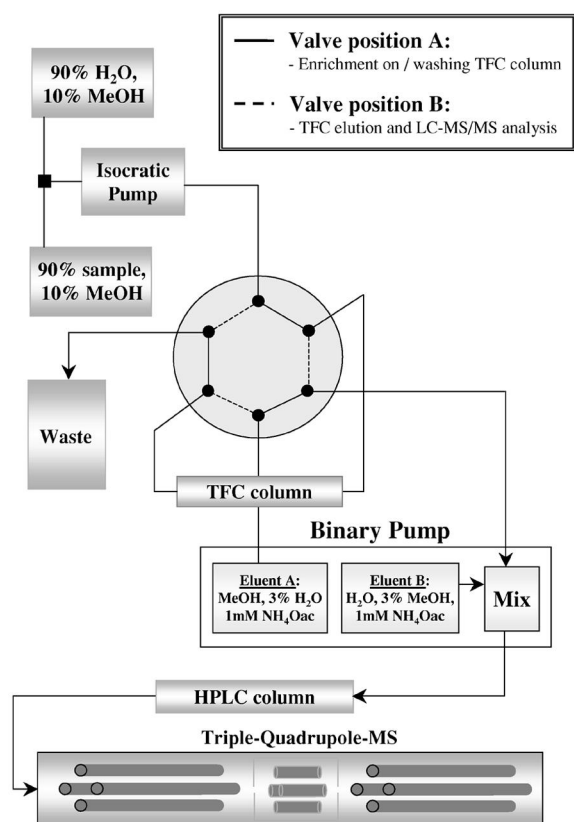 90% H₂O,
10% MeOH
Valve position A:
- Enrichment on / washing TFC column
Valve position B:
- TFC elution and LC-MS/MS analysis
Isocratic
Pump
90% sample,
10% MeOH
Waste
TFC column
Binary Pump
Eluent A:
MeOH, 3% H₂O
1mM NH₄Oac
Eluent B:
H₂O, 3% MeOH,
1mM NH₄Oac
Mix
HPLC column
Triple-Quadrupole-MS